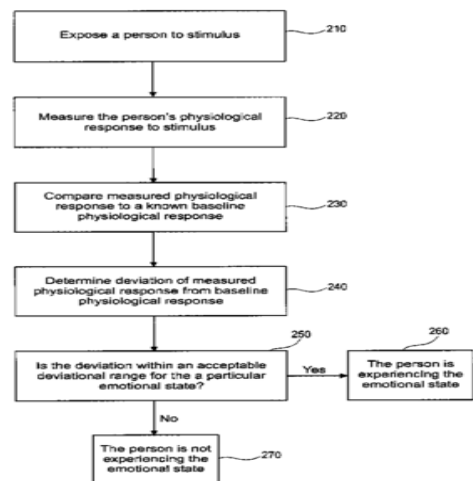 Expose a person to stimulus
210
Measure the person's physiological
response to stimulus
220
Compare measured physiological
response to a known baseline
physiological response
230
Determine deviation of measured
physiological response from baseline
physiological response
240
250
Is the deviation within an acceptable
deviational range for the a particular
emotional state?
Yes
260
The person is
experiencing the
emotional state
No
The person is not
experiencing the
emotional state
270